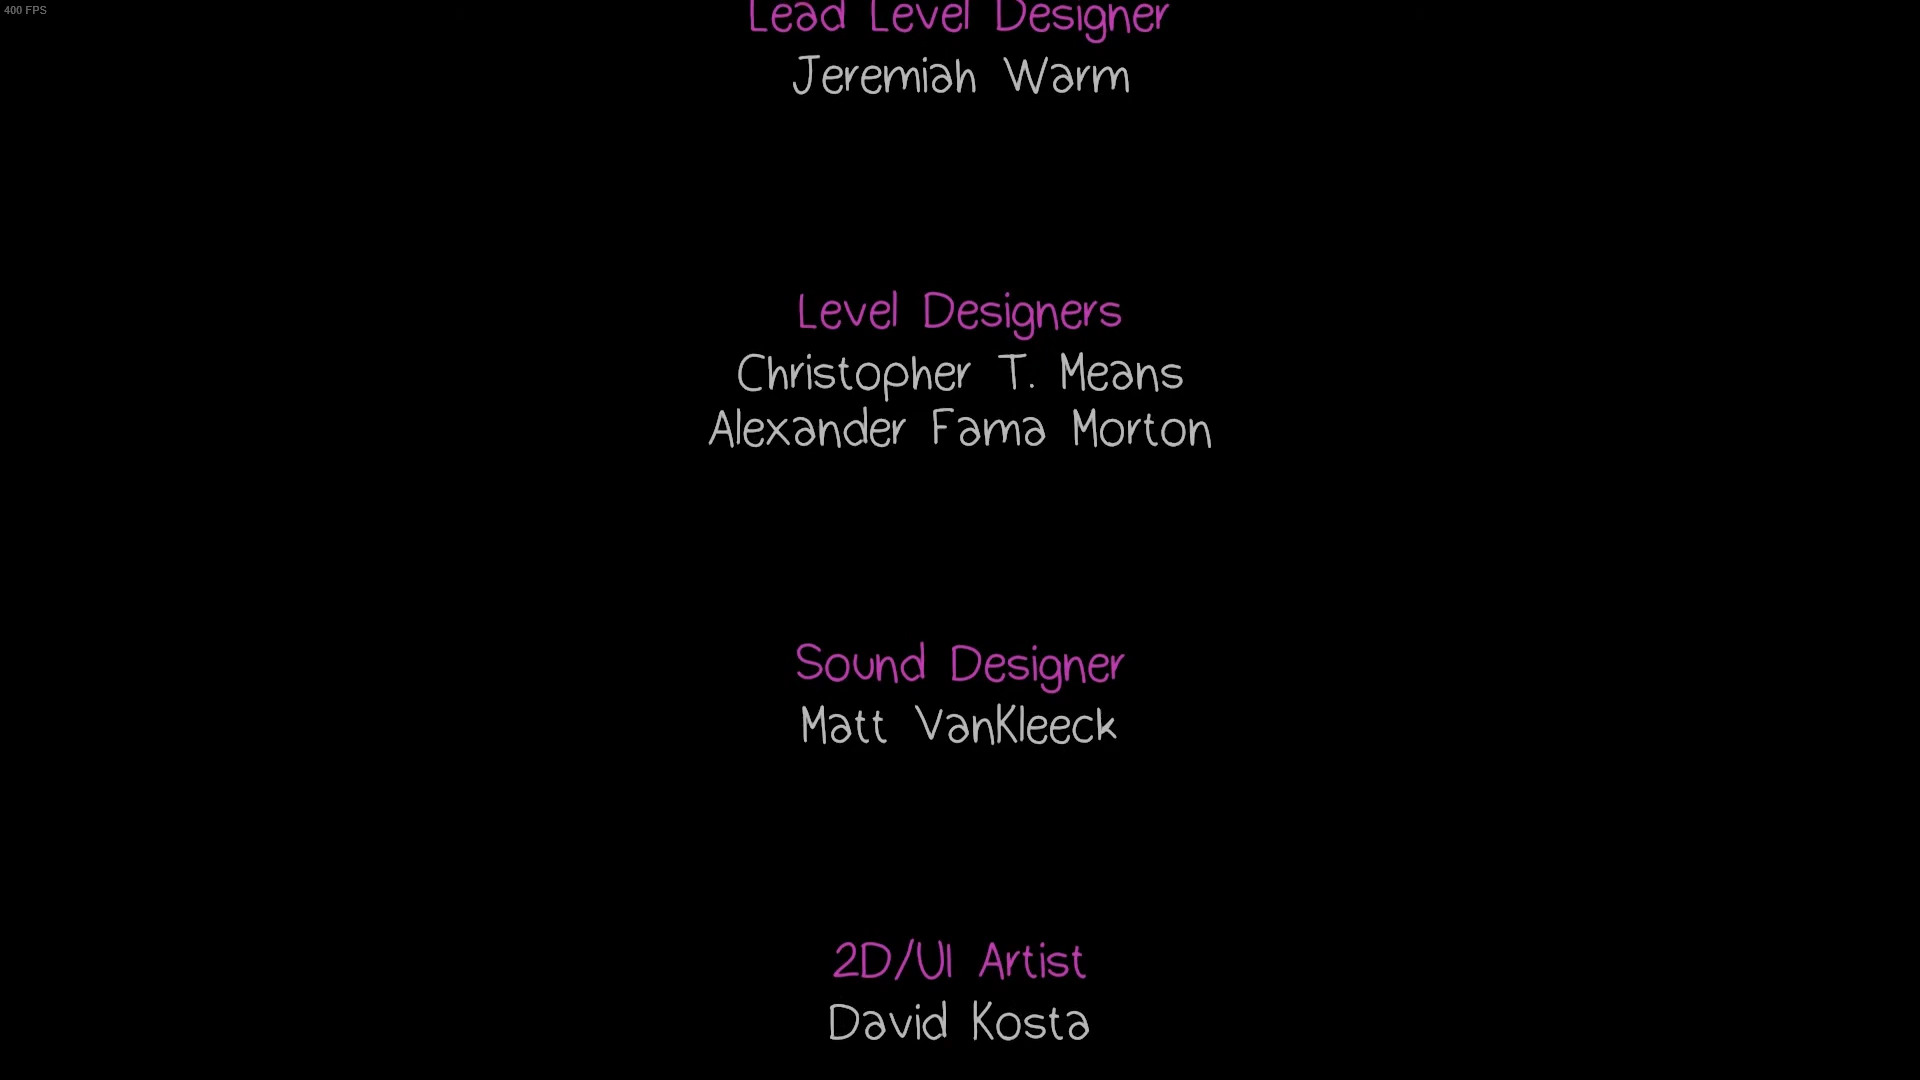 400 FPS
Lead Level Designer
Jeremiah Warm
Level Designers
Christopher T. Means
Alexander Fama Morton
Sound Designer
Matt VanKleeck
2D/UI Artist
David Kosta